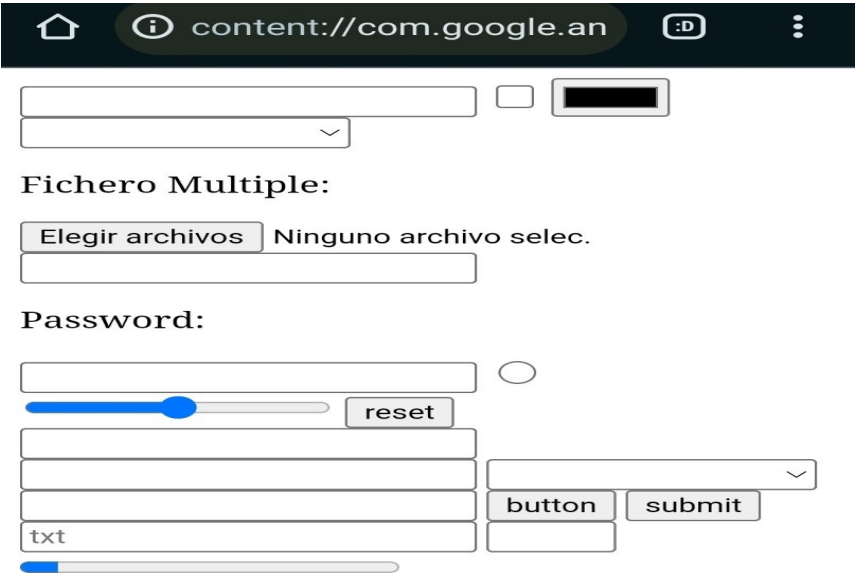 content://com.google.an :D
Fichero Multiple:
Elegir archivos Ninguno archivo selec.
Password:
reset
button submit
txt